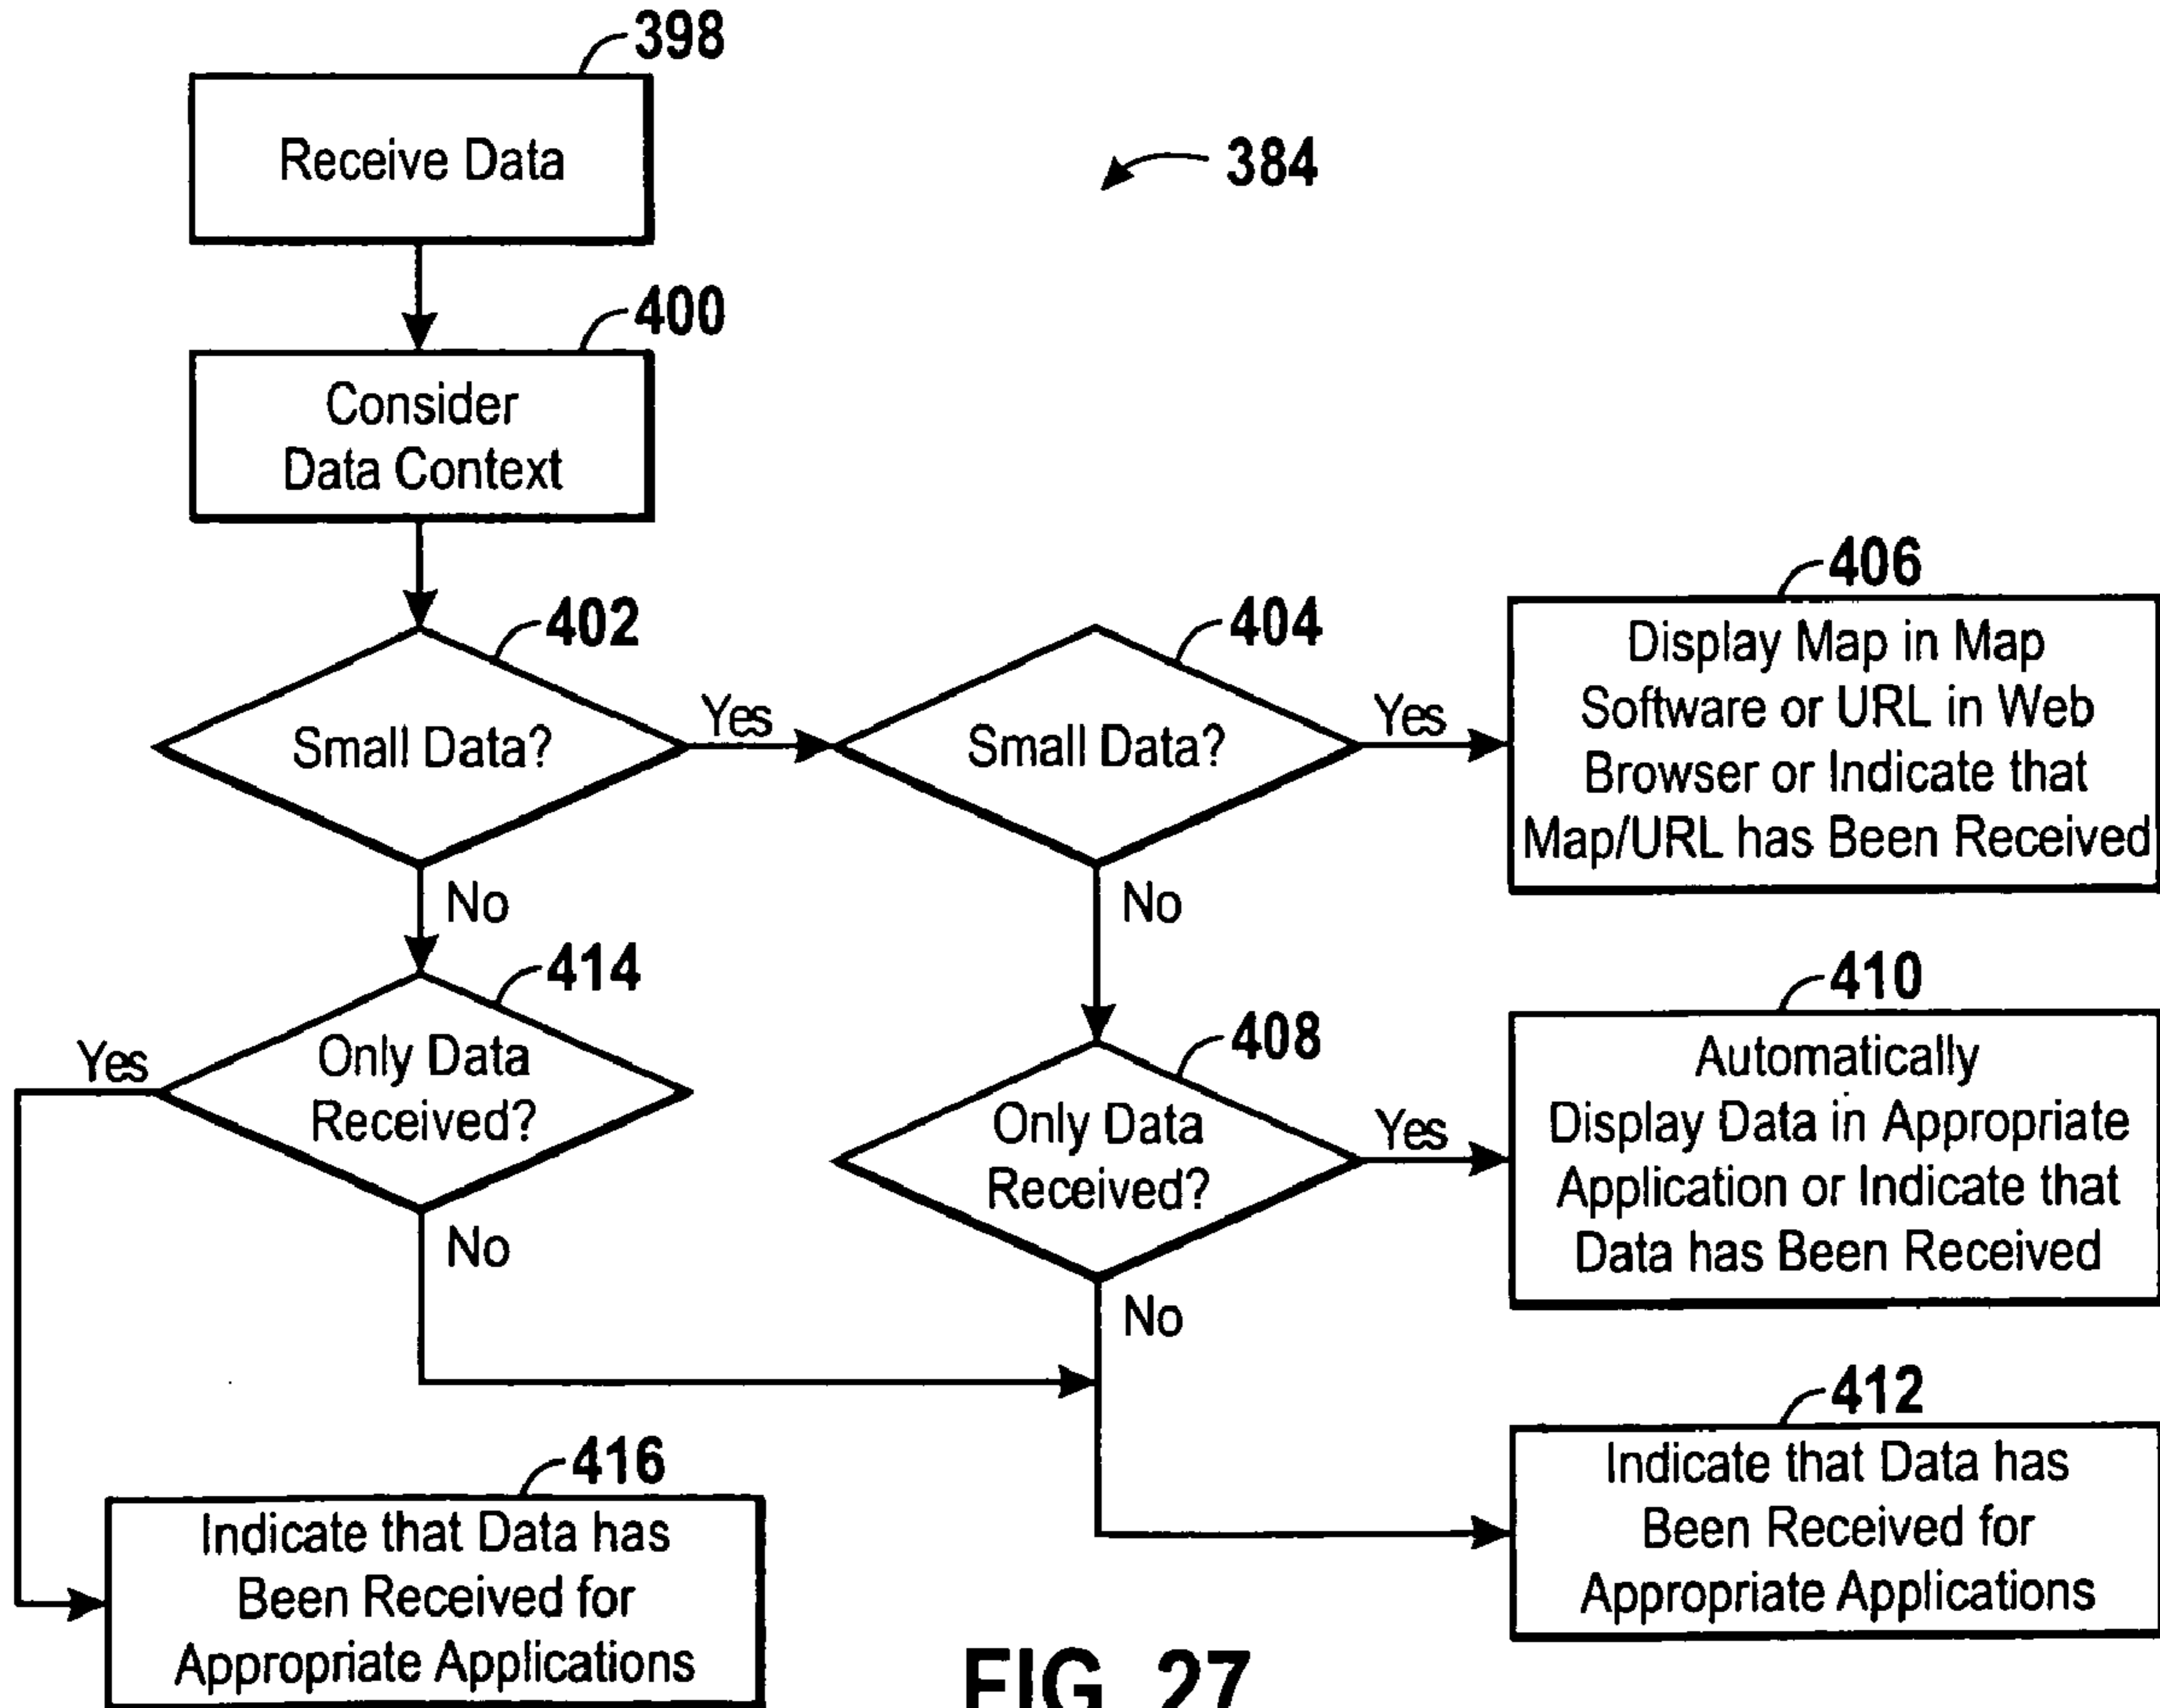 398
Receive Data
384
400
Consider
Data Context
402
Small Data?
Yes
404
Small Data?
Yes
406
Display Map in Map
Software or URL in Web
Browser or Indicate that
Map/URL has Been Received
No
No
414
Only Data
Received?
Yes
No
408
Only Data
Received?
Yes
No
410
Automatically
Display Data in Appropriate
Application or Indicate that
Data has Been Received
412
Indicate that Data has
Been Received for
Appropriate Applications
416
Indicate that Data has
Been Received for
Appropriate Applications
FIG. 27